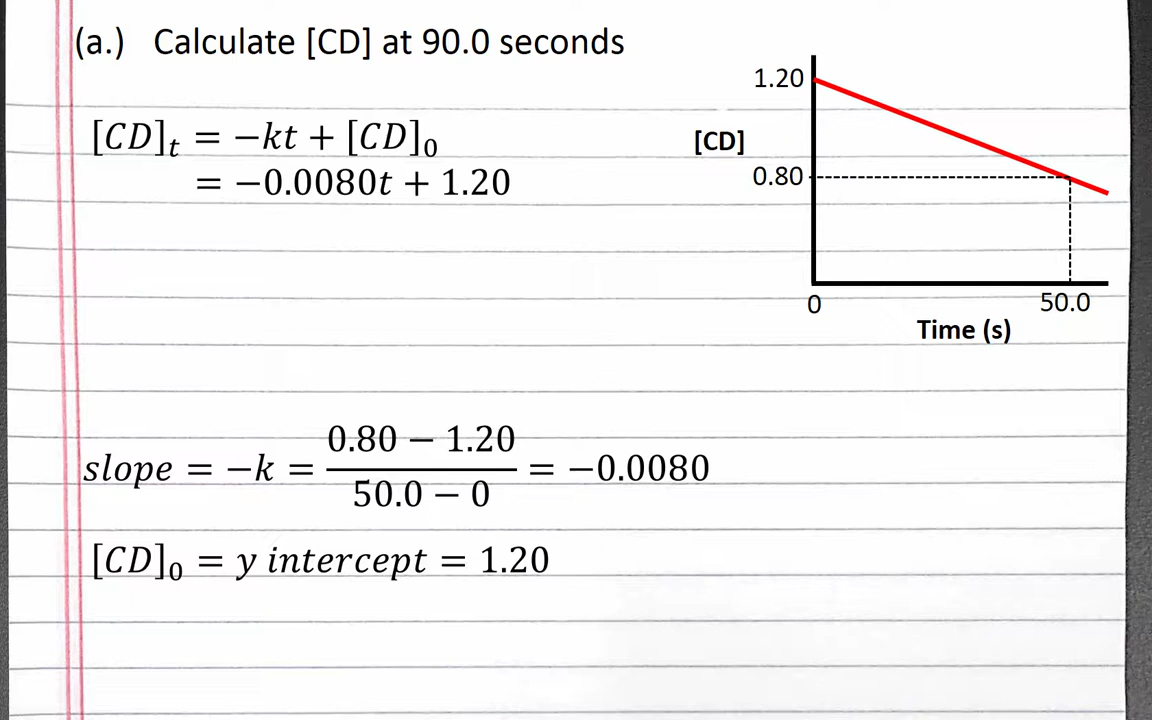 (a.) Calculate [CD] at 90.0 seconds
[CD]t = −kt + [CD]0
= −0.0080t + 1.20
1.20
[CD]
0.80
0
50.0
Time (s)
slope = −k = (0.80 − 1.20)/(50.0 − 0) = −0.0080
[CD]0 = y intercept = 1.20